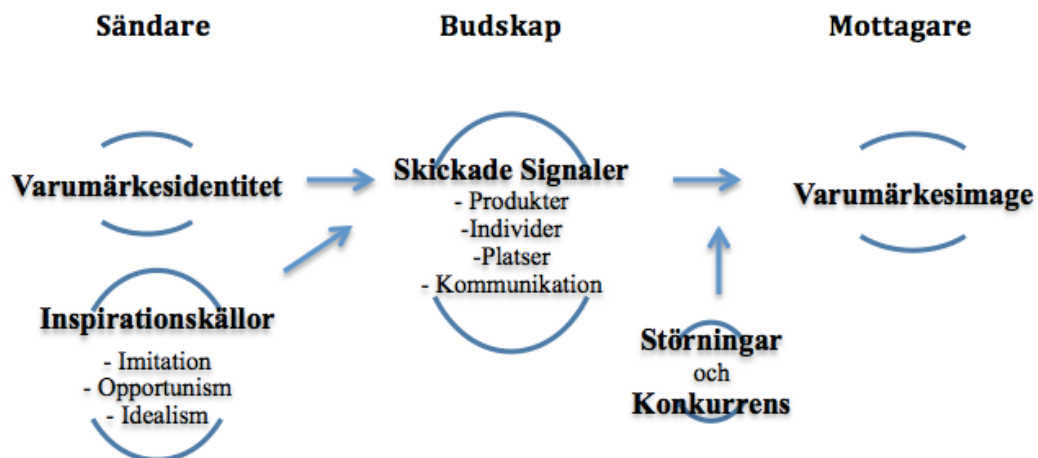 Sändare
Budskap
Mottagare
Varumärkesidentitet
Inspirationskällor
- Imitation
- Opportunism
- Idealism
Skickade Signaler
- Produkter
-Individer
-Platser
- Kommunikation
Varumärkesimage
Störningar
och
Konkurrens